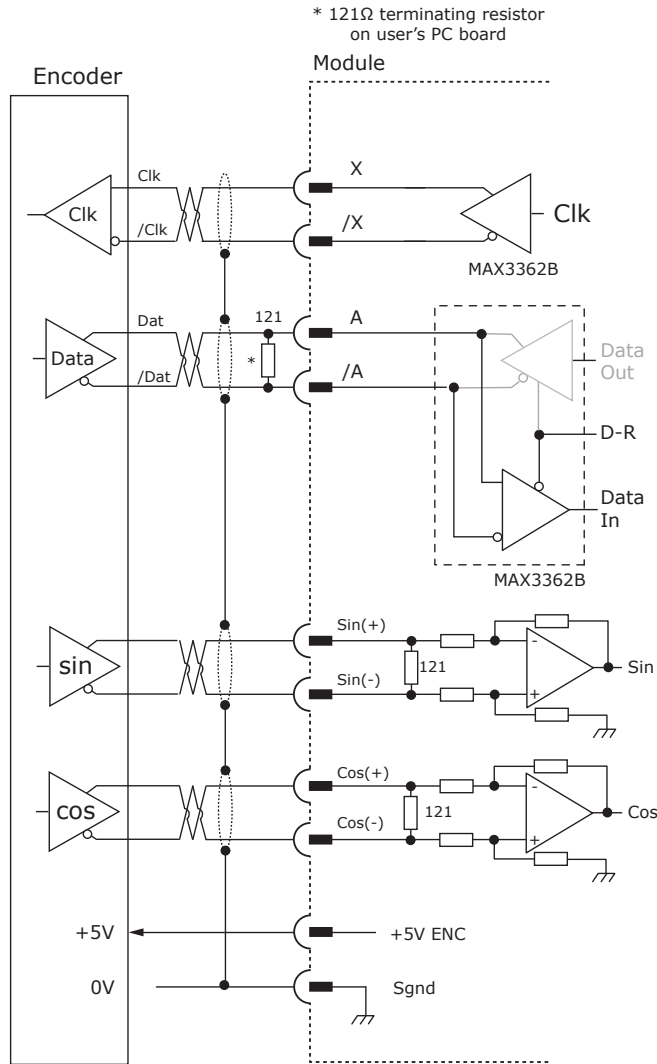 * 121Ω terminating resistor
on user's PC board
Encoder
Module
Clk
Clk
/Clk
X
/X
Clk
MAX3362B
Data
Dat
/Dat
121
*
A
/A
Data
Out
D-R
Data
In
MAX3362B
sin
Sin(+)
Sin(-)
121
-
+
Sin
cos
Cos(+)
Cos(-)
121
-
+
Cos
+5V
+5V ENC
0V
Sgnd